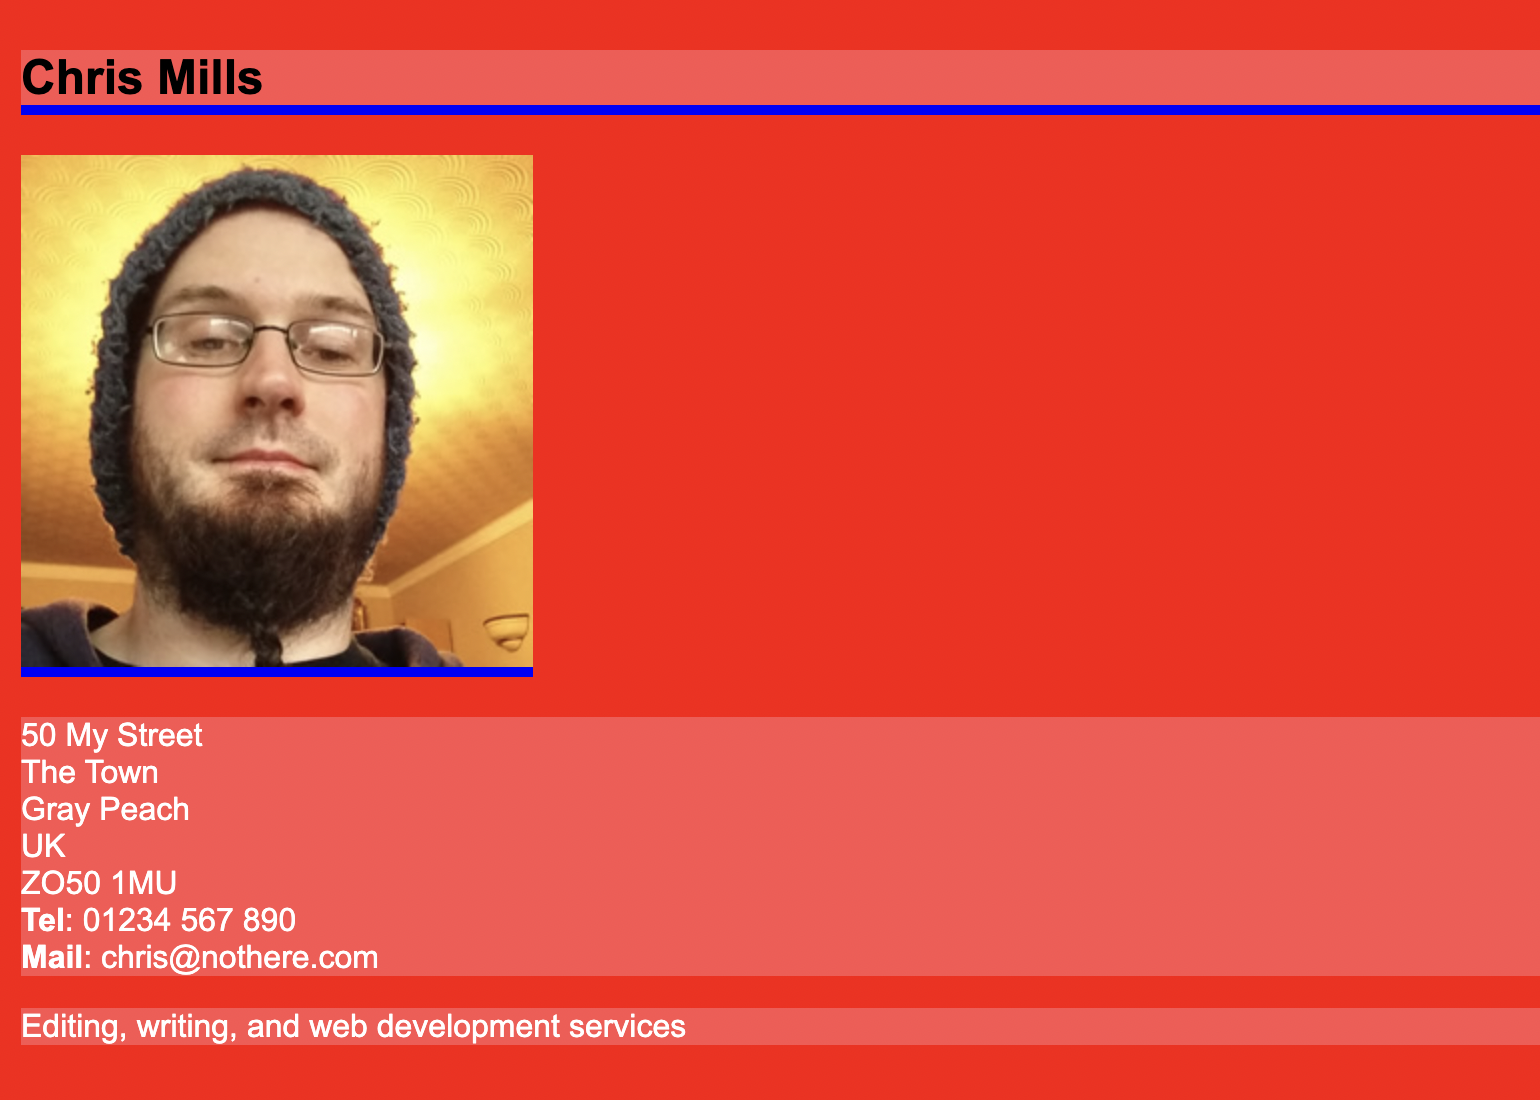 Chris Mills
50 My Street
The Town
Gray Peach
UK
ZO50 1MU
Tel: 01234 567 890
Mail: chris@nothere.com
Editing, writing, and web development services